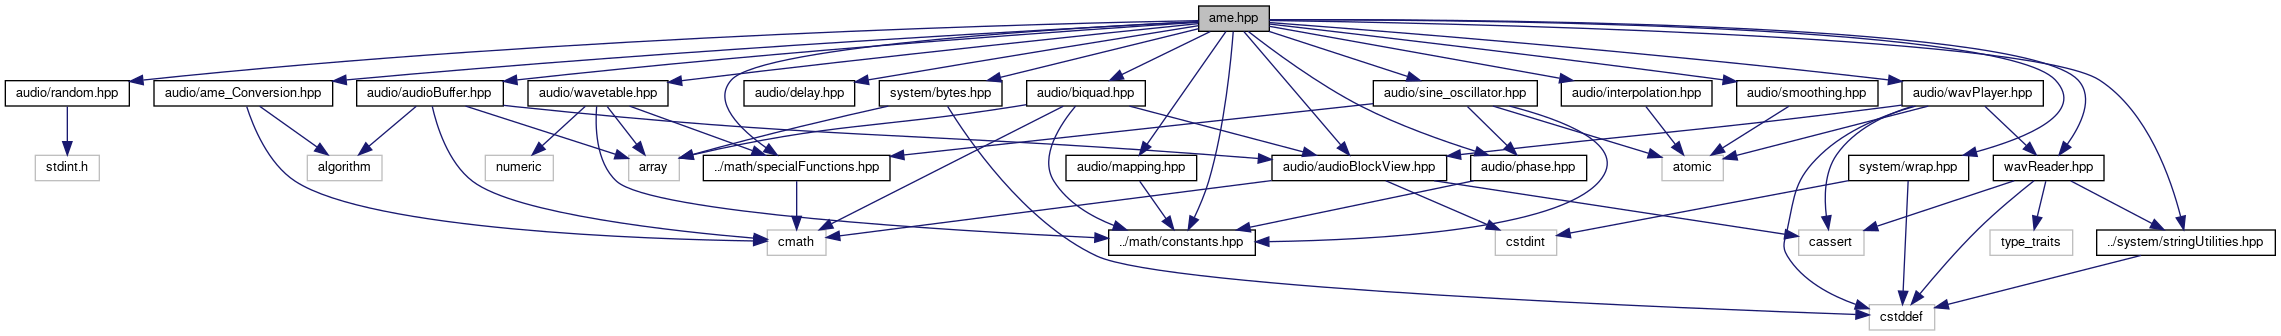 ame.hpp
audio/random.hpp
audio/ame_Conversion.hpp
audio/audioBuffer.hpp
audio/wavetable.hpp
audio/delay.hpp
system/bytes.hpp
audio/biquad.hpp
audio/sine_oscillator.hpp
audio/interpolation.hpp
audio/smoothing.hpp
audio/wavPlayer.hpp
stdint.h
algorithm
numeric
array
../math/specialFunctions.hpp
audio/mapping.hpp
audio/audioBlockView.hpp
audio/phase.hpp
atomic
system/wrap.hpp
wavReader.hpp
cmath
../math/constants.hpp
cstdint
cassert
type_traits
../system/stringUtilities.hpp
cstddef